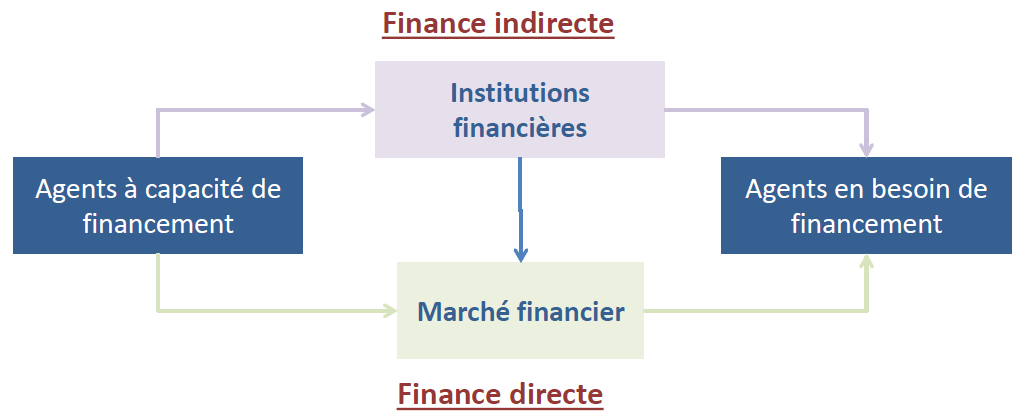 Finance indirecte
Institutions
financières
Agents à capacité de
financement
Agents en besoin de
financement
Marché financier
Finance directe